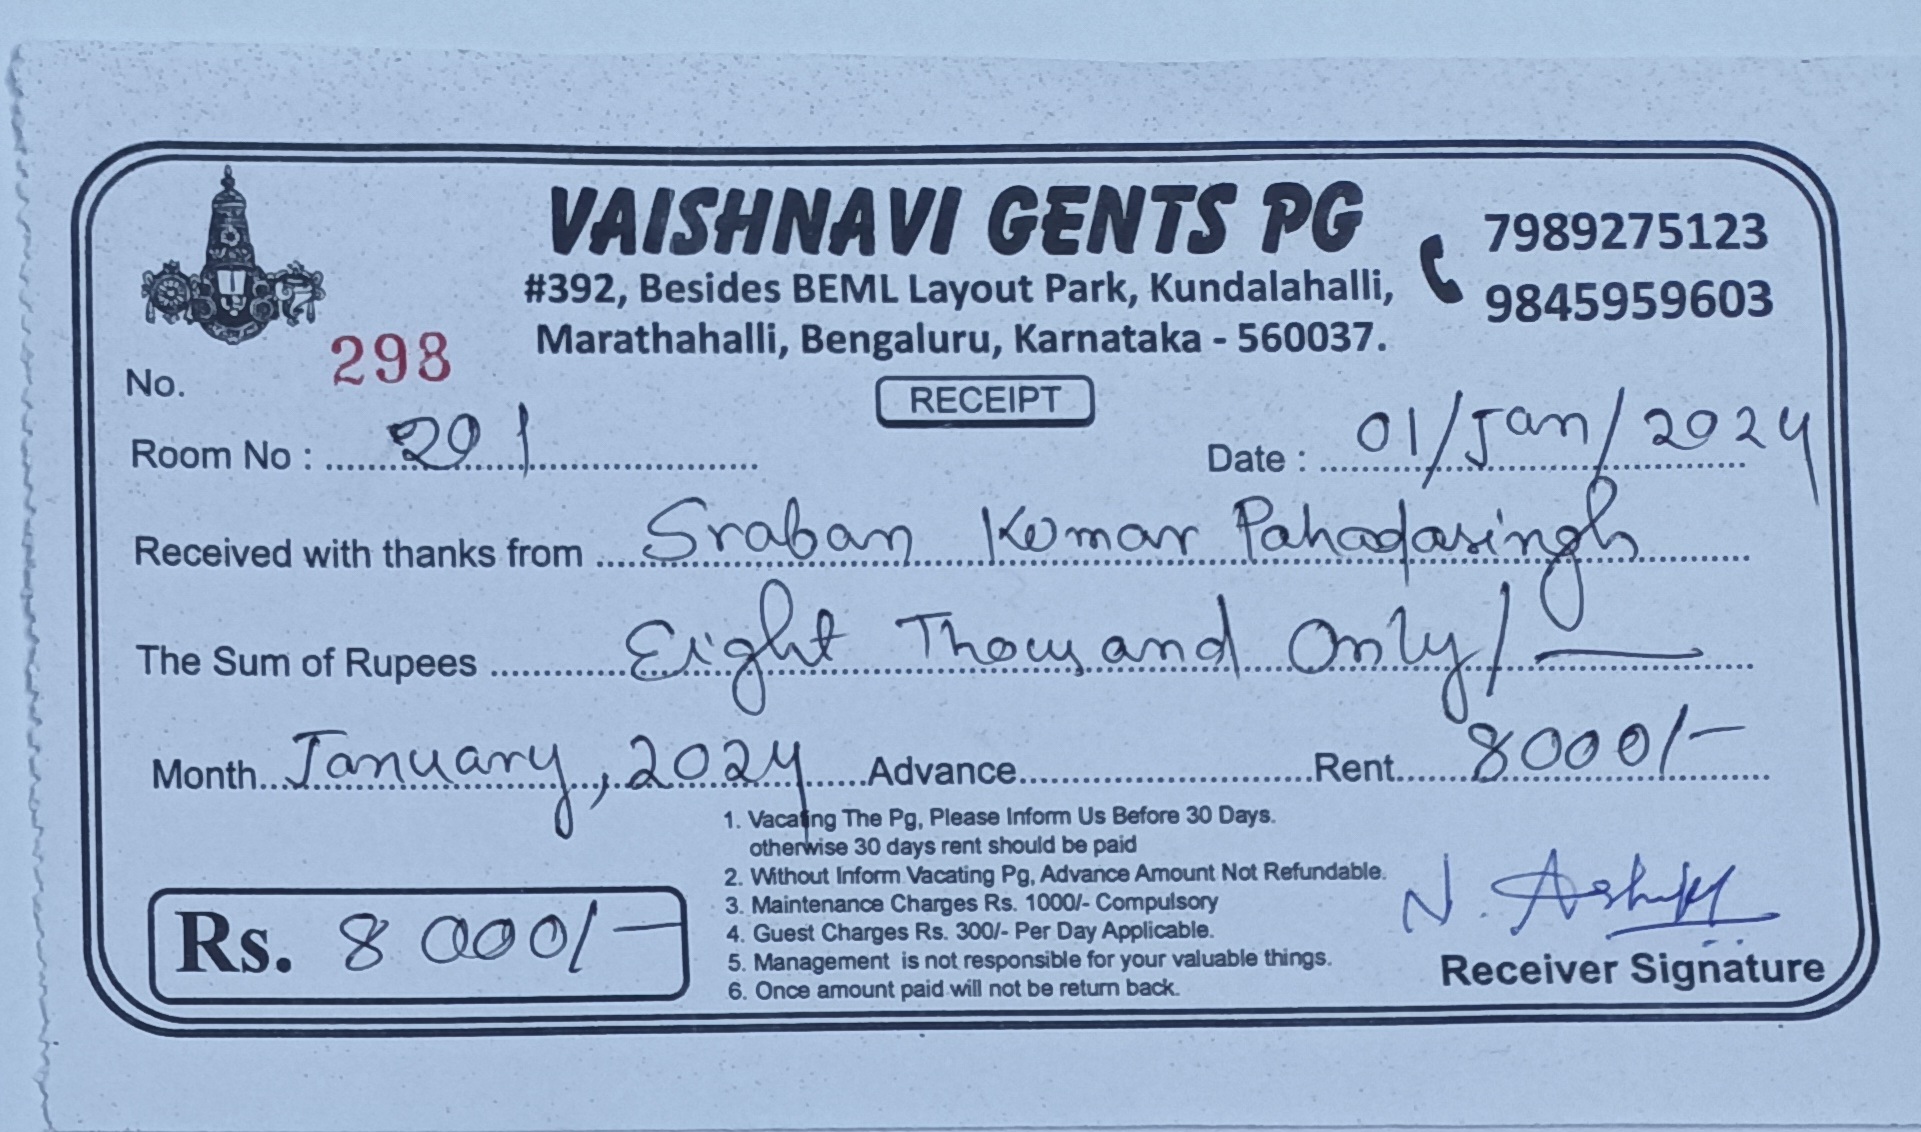 VAISHNAVI GENTS PG
#392, Besides BEML Layout Park, Kundalahalli,
Marathahalli, Bengaluru, Karnataka - 560037.
7989275123
9845959603
No. 298
RECEIPT
Room No : 201
Date : 01/Jan/2024
Received with thanks from Sraban Kumar Pahadasingh
The Sum of Rupees Eight Thousand Only/-
Month January, 2024 Advance Rent 8000/-
1. Vacating The Pg, Please Inform Us Before 30 Days.
otherwise 30 days rent should be paid
2. Without Inform Vacating Pg, Advance Amount Not Refundable.
3. Maintenance Charges Rs. 1000/- Compulsory
4. Guest Charges Rs. 300/- Per Day Applicable.
5. Management is not responsible for your valuable things.
6. Once amount paid will not be return back.
Rs. 8000/-
N.
Receiver Signature